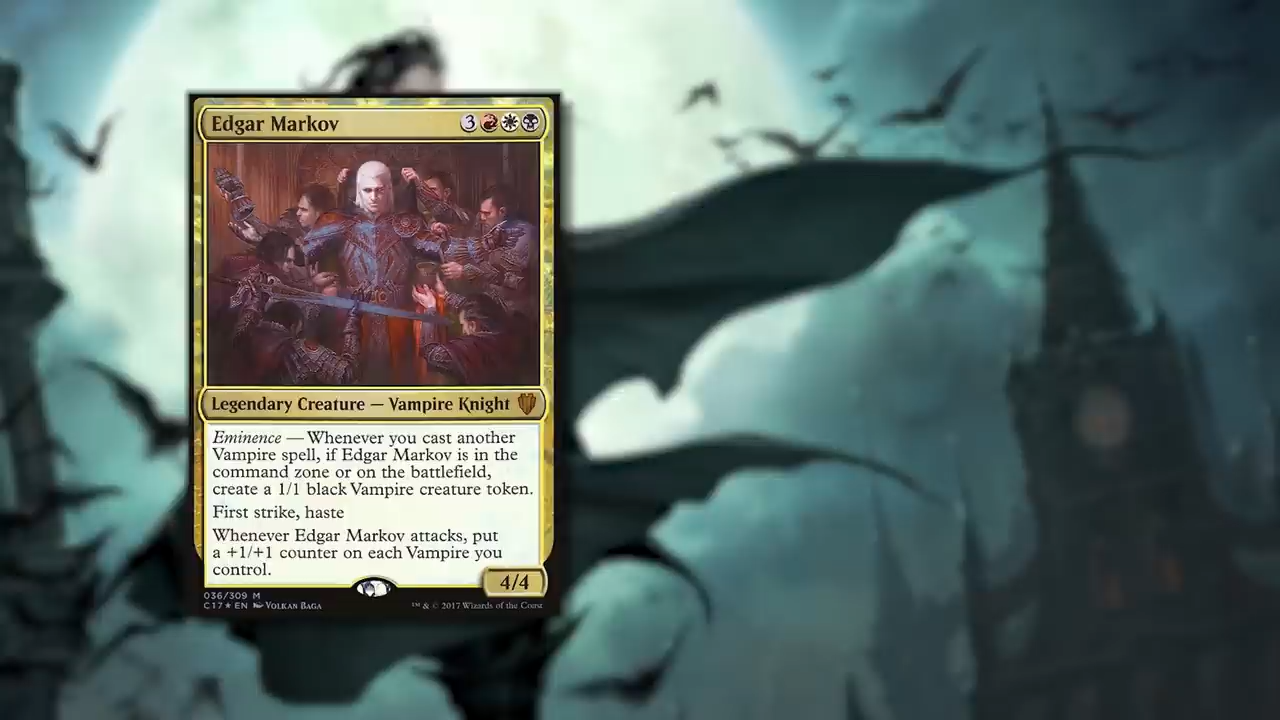 Edgar Markov 3
Legendary Creature — Vampire Knight
Eminence — Whenever you cast another
Vampire spell, if Edgar Markov is in the
command zone or on the battlefield,
create a 1/1 black Vampire creature token.
First strike, haste
Whenever Edgar Markov attacks, put
a +1/+1 counter on each Vampire you
control.
4/4
036/309 M
C17★EN VOLKAN BAGA ™ & © 2017 Wizards of the Coast